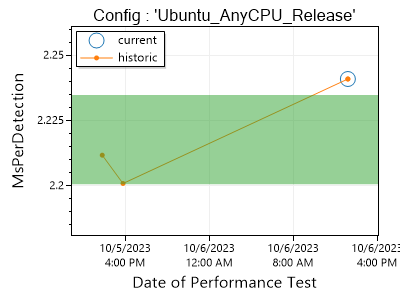 Config : 'Ubuntu_AnyCPU_Release'
current
historic
2.25
2.225
2.2
MsPerDetection
10/5/2023
4:00 PM
10/6/2023
12:00 AM
10/6/2023
8:00 AM
10/6/2023
4:00 PM
Date of Performance Test